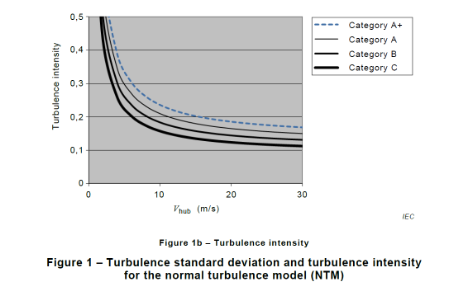 0,5
0,4
0,3
0,2
0,1
0
Turbulence intensity
0
10
20
30
Vhub (m/s)
Category A+
Category A
Category B
Category C
IEC
Figure 1b – Turbulence intensity
Figure 1 – Turbulence standard deviation and turbulence intensity
for the normal turbulence model (NTM)